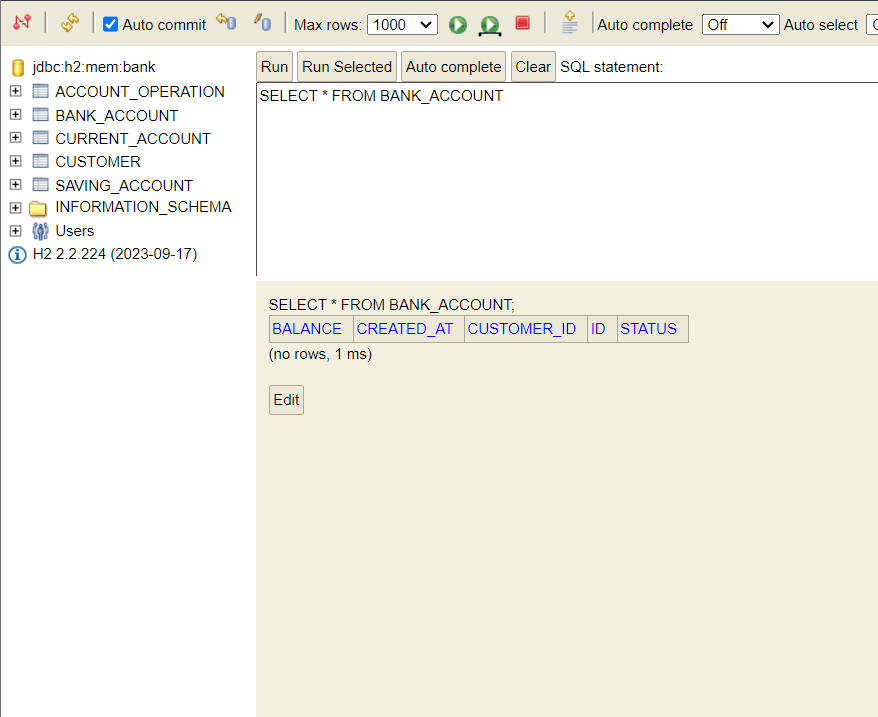 Auto commit Max rows: 1000 Auto complete Off Auto select
jdbc:h2:mem:bank
ACCOUNT_OPERATION
BANK_ACCOUNT
CURRENT_ACCOUNT
CUSTOMER
SAVING_ACCOUNT
INFORMATION_SCHEMA
Users
H2 2.2.224 (2023-09-17)
Run Run Selected Auto complete Clear SQL statement:
SELECT * FROM BANK_ACCOUNT
SELECT * FROM BANK_ACCOUNT;
BALANCE CREATED_AT CUSTOMER_ID ID STATUS
(no rows, 1 ms)
Edit